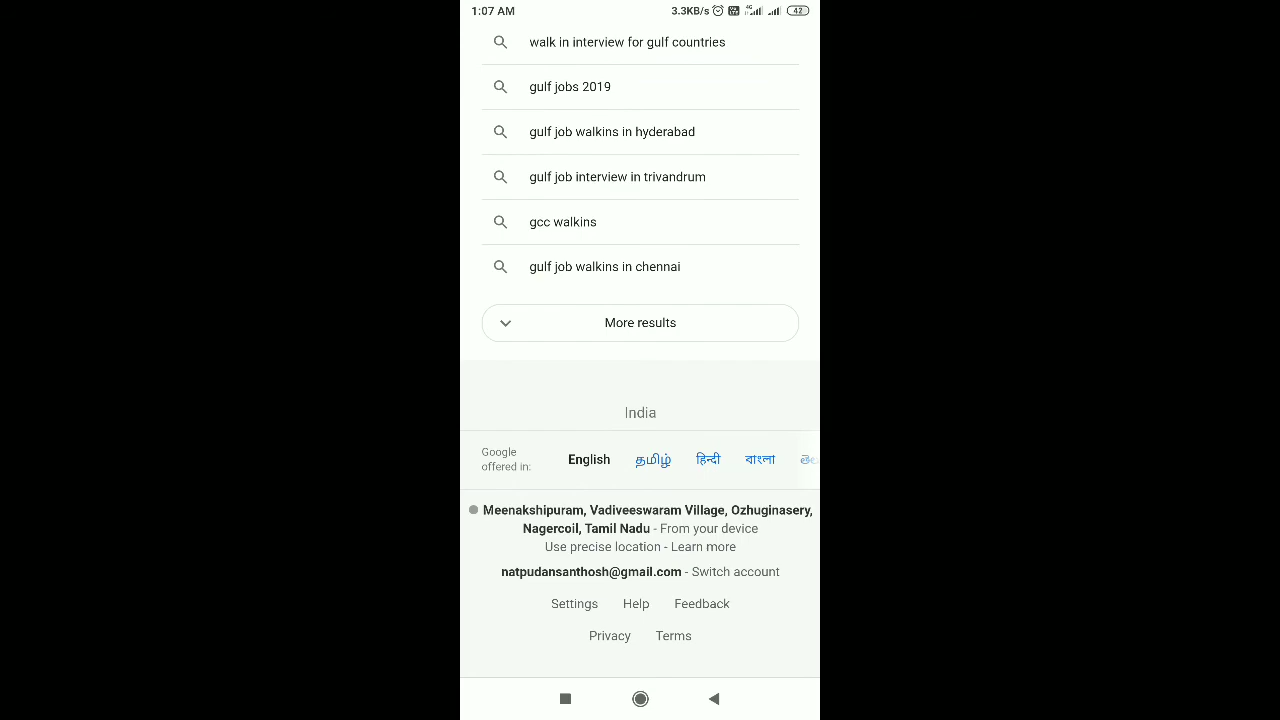 1:07 AM 3.3KB/s 4G 42
walk in interview for gulf countries
gulf jobs 2019
gulf job walkins in hyderabad
gulf job interview in trivandrum
gcc walkins
gulf job walkins in chennai
More results
India
Google
offered in: English தமிழ் हिन्दी বাংলা
Meenakshipuram, Vadiveeswaram Village, Ozhuginasery,
Nagercoil, Tamil Nadu - From your device
Use precise location - Learn more
natpudansanthosh@gmail.com - Switch account
Settings Help Feedback
Privacy Terms